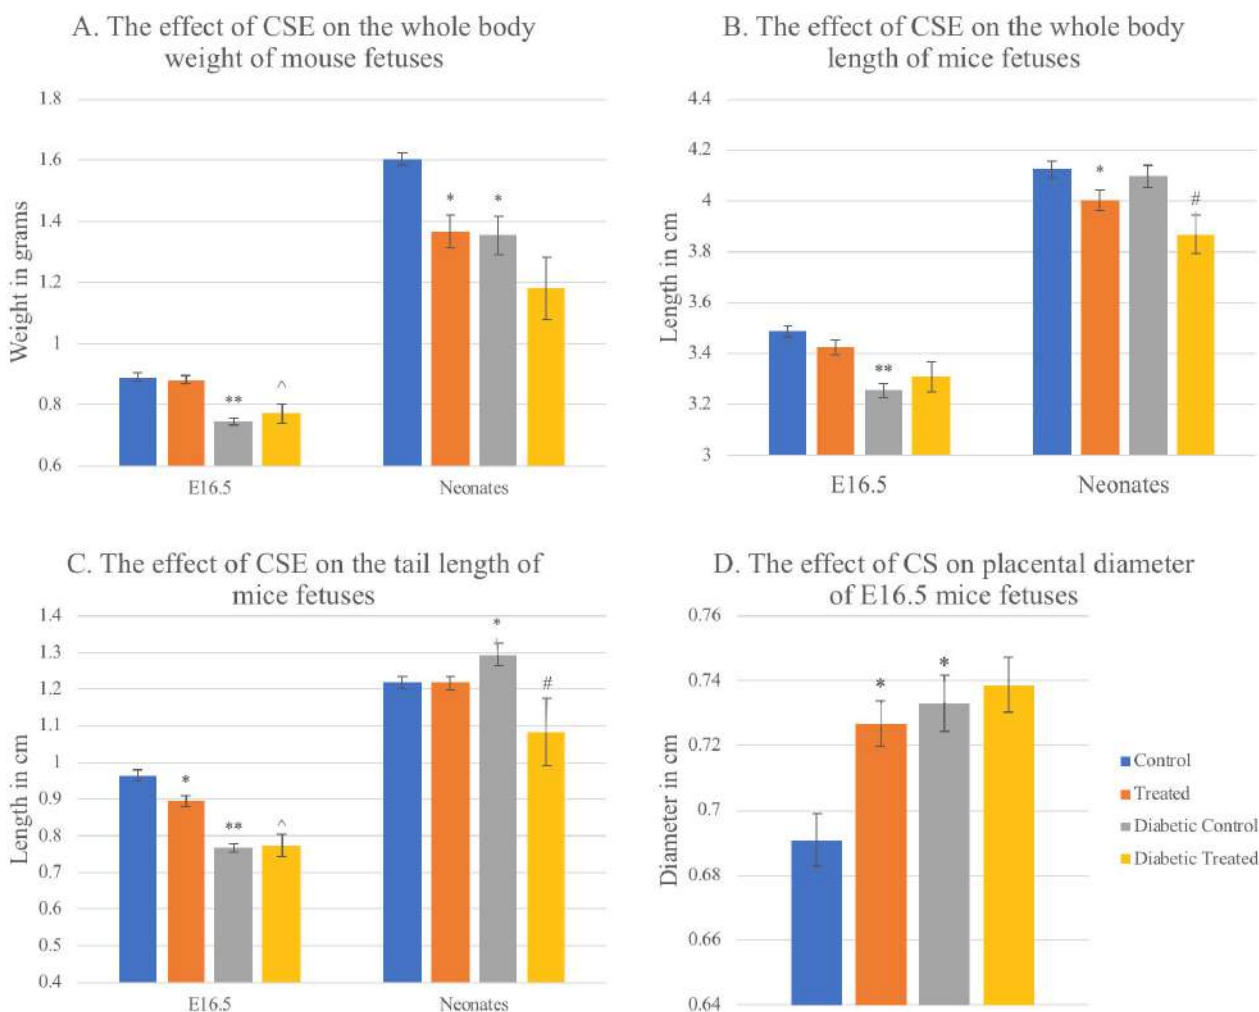 A. The effect of CSE on the whole body
weight of mouse fetuses
1.8
1.6
1.4
1.2
1
0.8
0.6
Weight in grams
* *
** ^
E16.5 Neonates
B. The effect of CSE on the whole body
length of mice fetuses
4.4
4.2
4
3.8
3.6
3.4
3.2
3
Length in cm
*
#
**
E16.5 Neonates
C. The effect of CSE on the tail length of
mice fetuses
1.4
1.3
1.2
1.1
1
0.9
0.8
0.7
0.6
0.5
0.4
Length in cm
*
#
*
** ^
E16.5 Neonates
D. The effect of CS on placental diameter
of E16.5 mice fetuses
0.76
0.74
0.72
0.7
0.68
0.66
0.64
Diameter in cm
* *
Control
Treated
Diabetic Control
Diabetic Treated